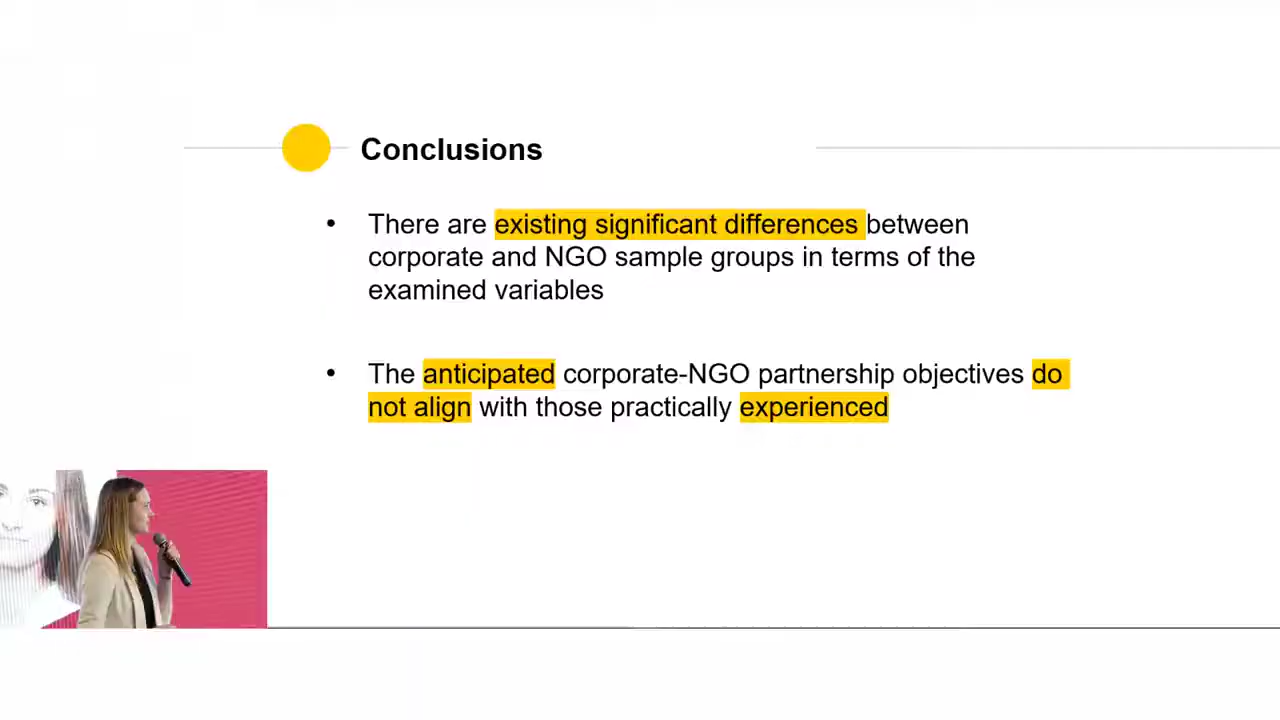 Conclusions
• There are existing significant differences between
corporate and NGO sample groups in terms of the
examined variables
• The anticipated corporate-NGO partnership objectives do
not align with those practically experienced